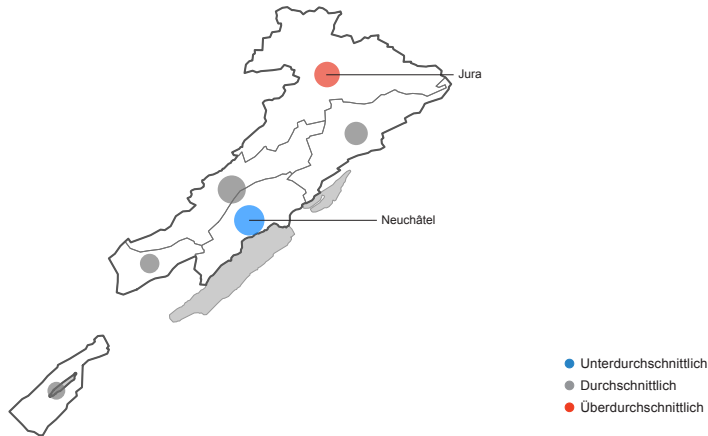 Jura
Neuchâtel
Unterdurchschnittlich
Durchschnittlich
Überdurchschnittlich